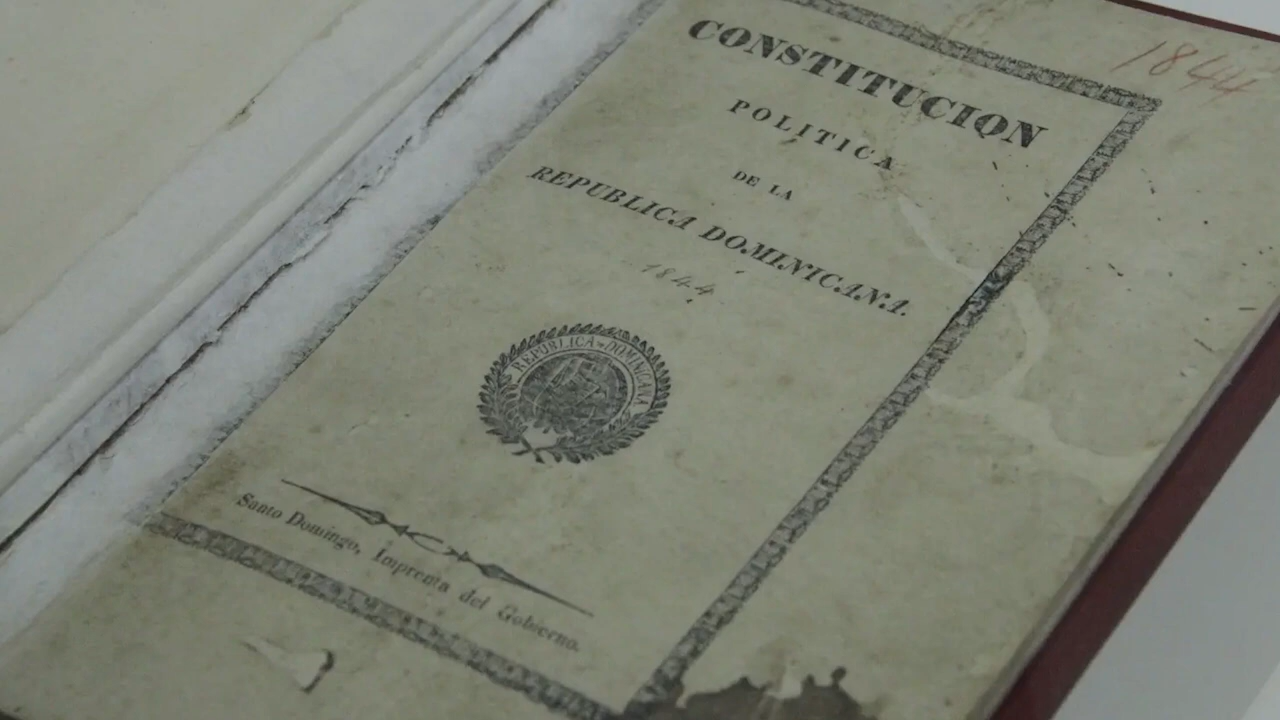 1844
CONSTITUCION
POLITICA
DE LA
REPUBLICA DOMINICANA.
1844
REPUBLICA DOMINICANA
Santo Domingo, Imprenta del Gobierno.